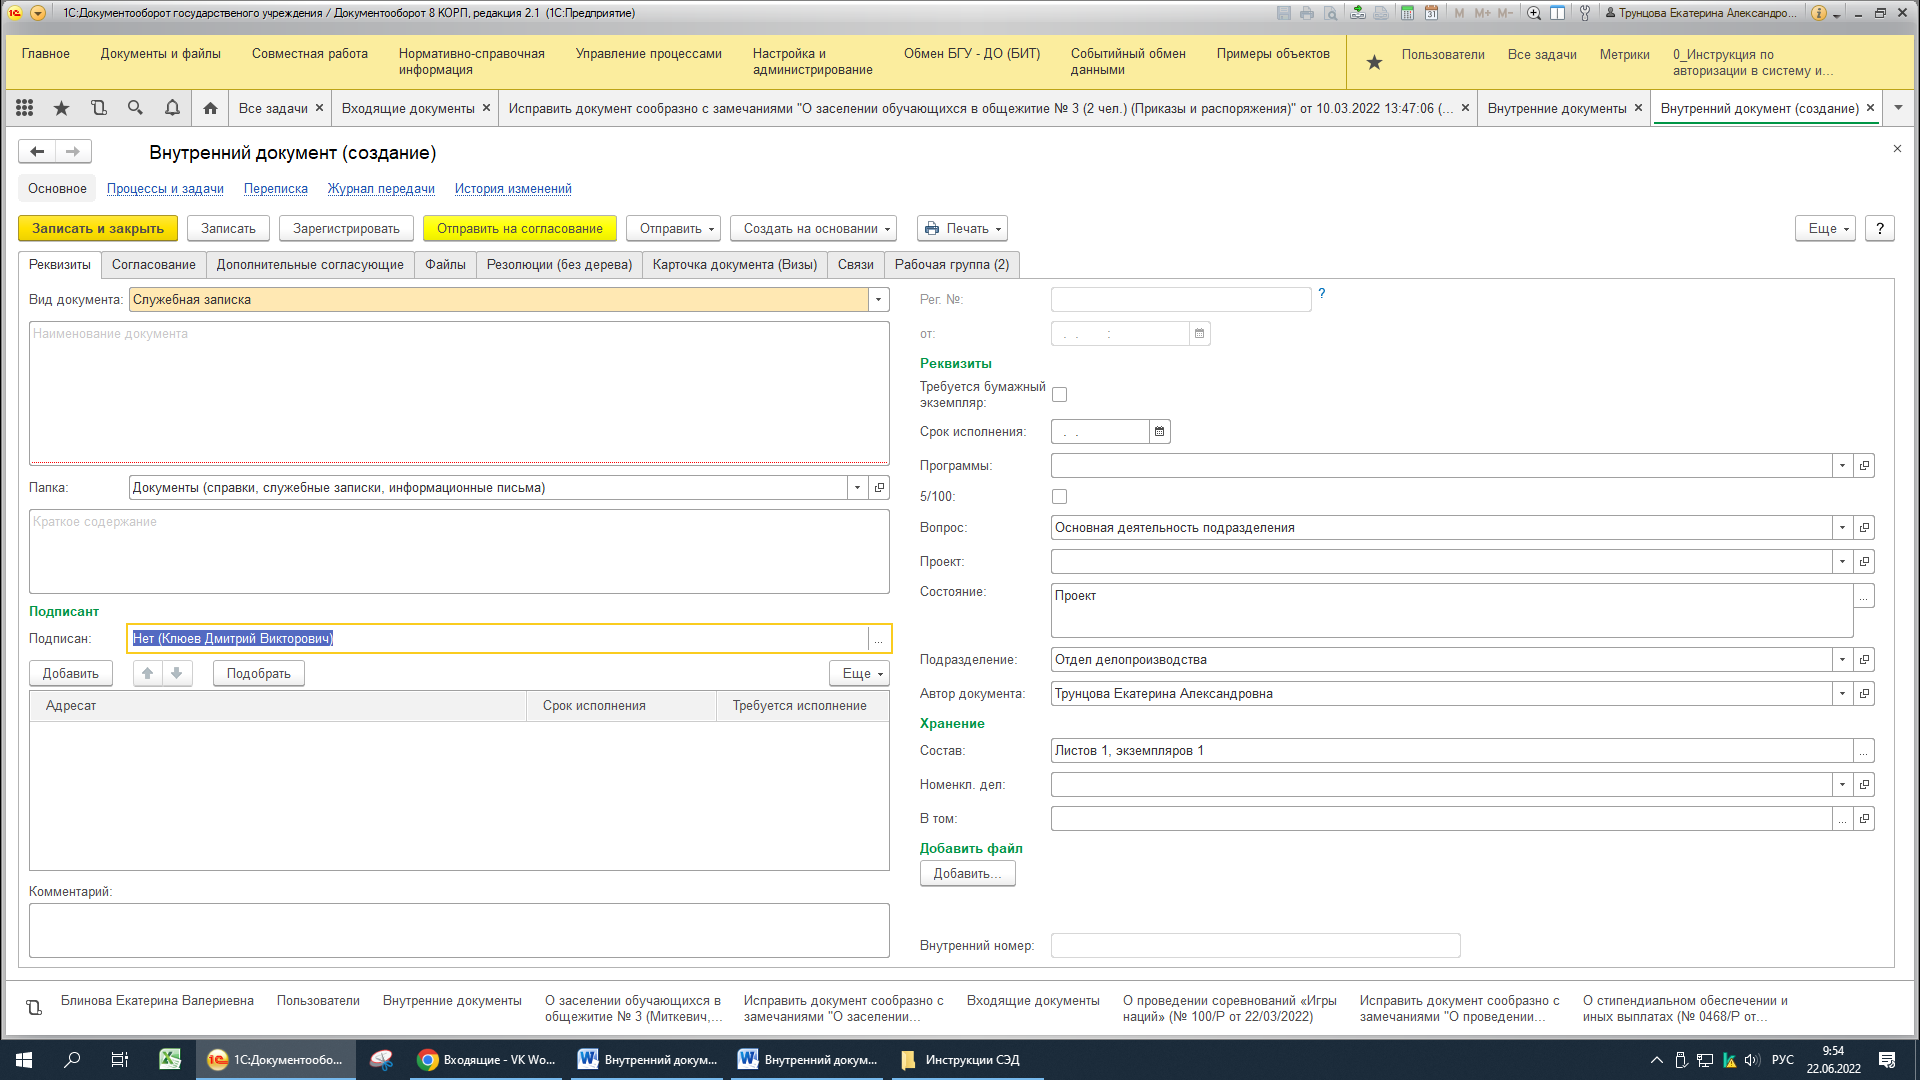 1С:Документооборот государственого учреждения / Документооборот 8 КОРП, редакция 2.1 (1С:Предприятие)
M M+ M-
Трунцова Екатерина Александро...
Главное
Документы и файлы
Совместная работа
Нормативно-справочная
информация
Управление процессами
Настройка и
администрирование
Обмен БГУ - ДО (БИТ)
Событийный обмен
данными
Примеры объектов
Пользователи
Все задачи
Метрики
0_Инструкция по
авторизации в систему и...
Все задачи ×
Входящие документы ×
Исправить документ сообразно с замечаниями "О заселении обучающихся в общежитие № 3 (2 чел.) (Приказы и распоряжения)" от 10.03.2022 13:47:06 (... ×
Внутренние документы ×
Внутренний документ (создание) ×
Внутренний документ (создание)
Основное
Процессы и задачи
Переписка
Журнал передачи
История изменений
Записать и закрыть
Записать
Зарегистрировать
Отправить на согласование
Отправить
Создать на основании
Печать
Еще
?
Реквизиты
Согласование
Дополнительные согласующие
Файлы
Резолюции (без дерева)
Карточка документа (Визы)
Связи
Рабочая группа (2)
Вид документа: Служебная записка
Наименование документа
Папка: Документы (справки, служебные записки, информационные письма)
Краткое содержание
Подписант
Подписан: Нет (Клюев Дмитрий Викторович) ...
Добавить
Подобрать
Еще
Адресат
Срок исполнения
Требуется исполнение
Комментарий:
Рег. №: ?
от: . . :
Реквизиты
Требуется бумажный
экземпляр:
Срок исполнения: . .
Программы:
5/100:
Вопрос: Основная деятельность подразделения
Проект:
Состояние: Проект ...
Подразделение: Отдел делопроизводства
Автор документа: Трунцова Екатерина Александровна
Хранение
Состав: Листов 1, экземпляров 1 ...
Номенкл. дел:
В том: ...
Добавить файл
Добавить...
Внутренний номер:
Блинова Екатерина Валериевна
Пользователи
Внутренние документы
О заселении обучающихся в
общежитие № 3 (Миткевич,...
Исправить документ сообразно с
замечаниями "О заселении...
Входящие документы
О проведении соревнований «Игры
наций» (№ 100/Р от 22/03/2022)
Исправить документ сообразно с
замечаниями "О проведении...
О стипендиальном обеспечении и
иных выплатах (№ 0468/Р от...
1С:Документообо...
Входящие - VK Wo...
Внутренний докум...
Внутренний докум...
Инструкции СЭД
РУС
9:54
22.06.2022